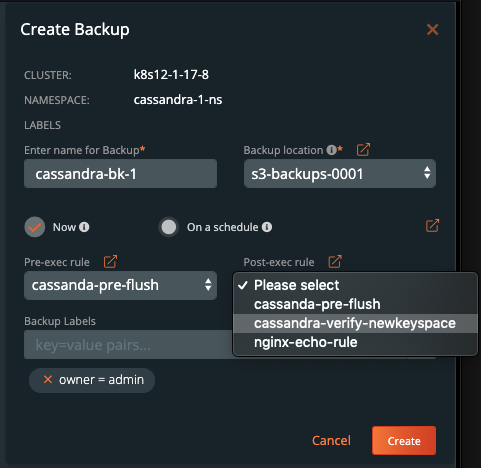 Create Backup
CLUSTER: k8s12-1-17-8
NAMESPACE: cassandra-1-ns
LABELS
Enter name for Backup* Backup location *
cassandra-bk-1 s3-backups-0001
Now On a schedule
Pre-exec rule Post-exec rule
cassanda-pre-flush Please select
cassanda-pre-flush
Backup Labels cassandra-verify-newkeyspace
key=value pairs... nginx-echo-rule
owner = admin
Cancel Create